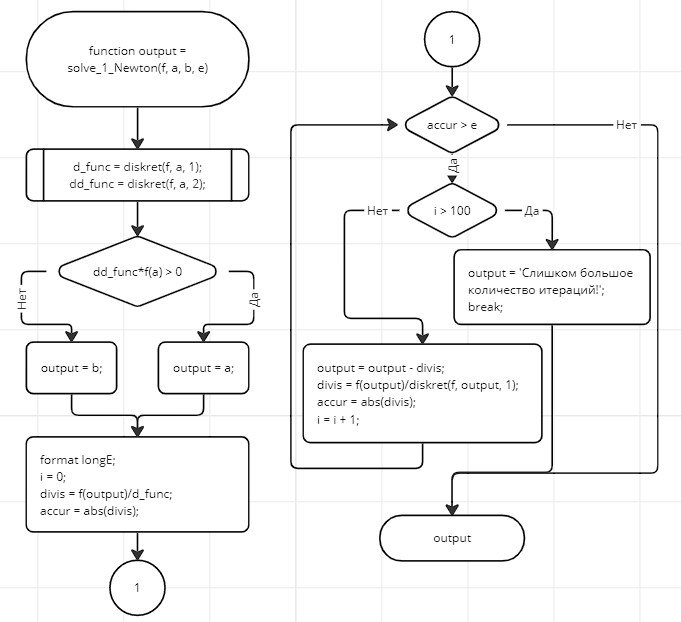 function output =
solve_1_Newton(f, a, b, e)
d_func = diskret(f, a, 1);
dd_func = diskret(f, a, 2);
dd_func*f(a) > 0
Нет
Да
output = b;
output = a;
format longE;
i = 0;
divis = f(output)/d_func;
accur = abs(divis);
1
1
accur > e
Нет
Да
i > 100
Нет
Да
output = 'Слишком большое
количество итераций!';
break;
output = output - divis;
divis = f(output)/diskret(f, output, 1);
accur = abs(divis);
i = i + 1;
output